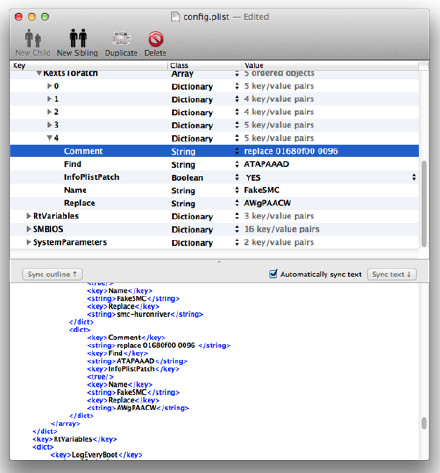 config.plist — Edited
New Child New Sibling Duplicate Delete
Key Class Value
KextsToPatch Array 5 ordered objects
0 Dictionary 5 key/value pairs
1 Dictionary 4 key/value pairs
2 Dictionary 4 key/value pairs
3 Dictionary 5 key/value pairs
4 Dictionary 5 key/value pairs
Comment String replace 01680f00 0096
Find String ATAPAAAD
InfoPlistPatch Boolean YES
Name String FakeSMC
Replace String AWgPAACW
RtVariables Dictionary 3 key/value pairs
SMBIOS Dictionary 16 key/value pairs
SystemParameters Dictionary 2 key/value pairs
Sync outline ↑ Automatically sync text Sync text ↓
<true/>
<key>Name</key>
<string>FakeSMC</string>
<key>Replace</key>
<string>smc-huronriver</string>
</dict>
<dict>
<key>Comment</key>
<string>replace 01680f00 0096 </string>
<key>Find</key>
<string>ATAPAAAD</string>
<key>InfoPlistPatch</key>
<true/>
<key>Name</key>
<string>FakeSMC</string>
<key>Replace</key>
<string>AWgPAACW</string>
</dict>
</array>
</dict>
<key>RtVariables</key>
<dict>
<key>LogEveryBoot</key>